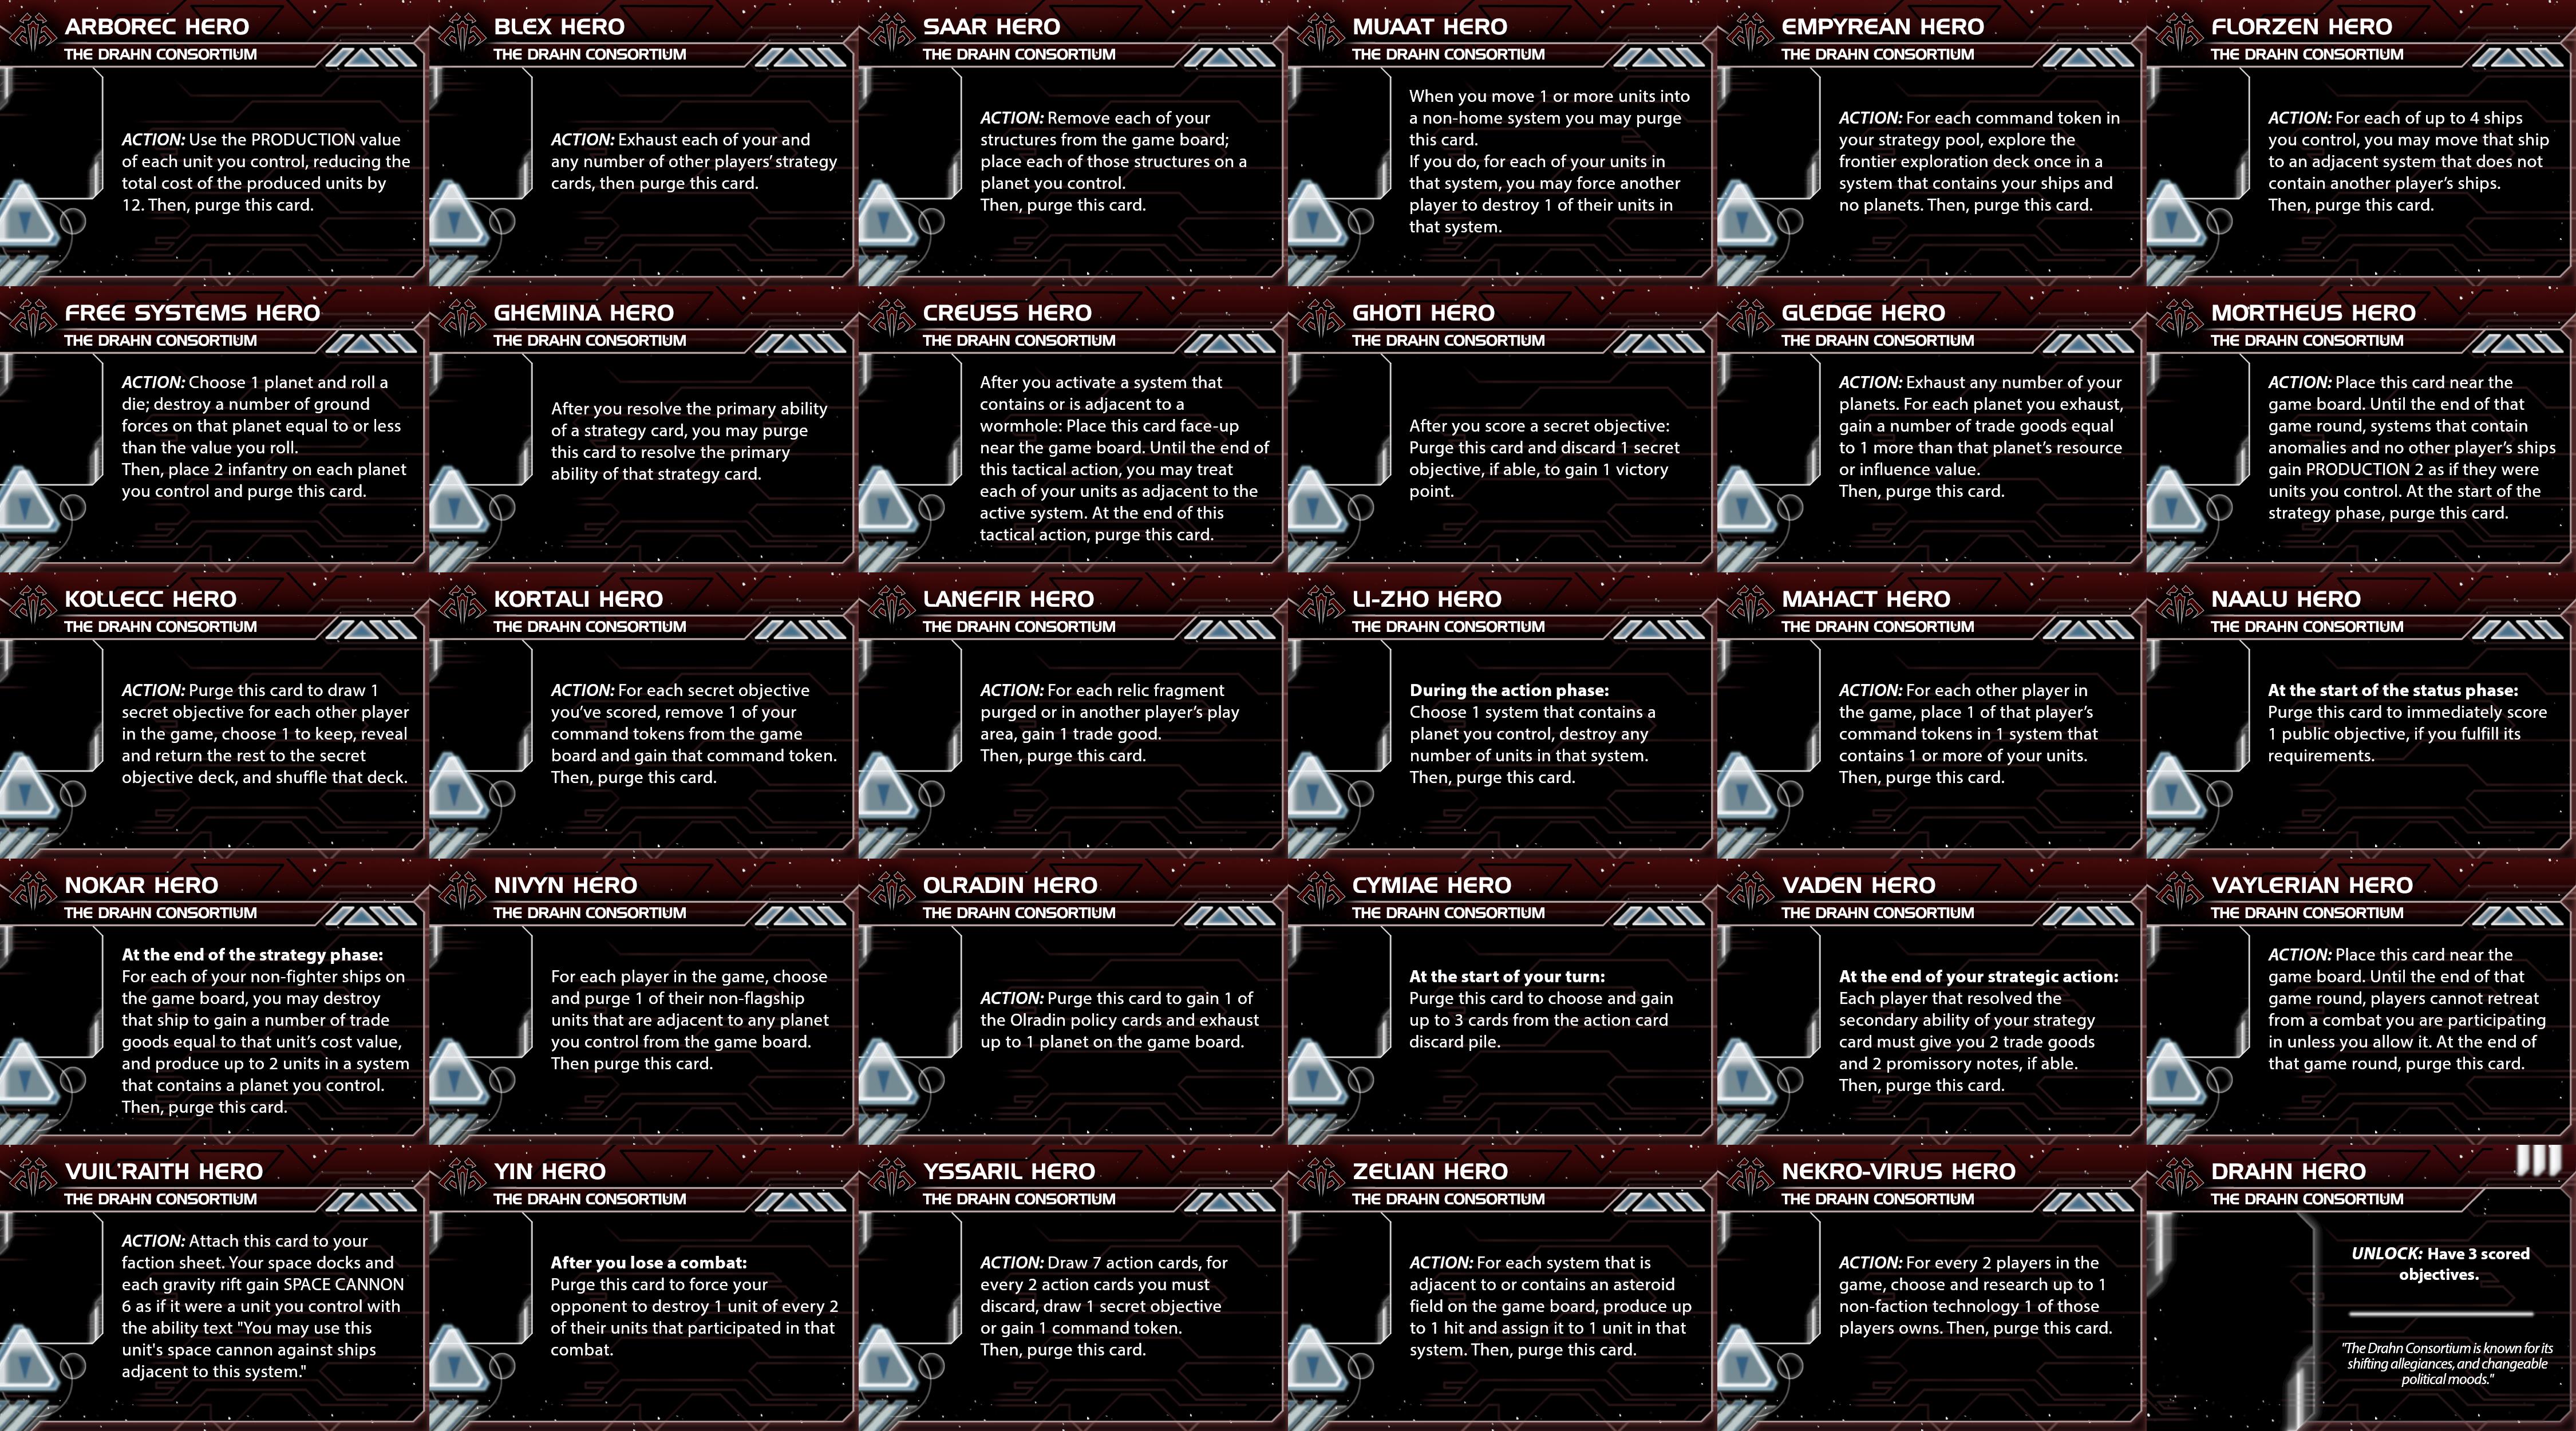 ARBOREC HERO
THE DRAHN CONSORTIUM
ACTION: Use the PRODUCTION value
of each unit you control, reducing the
total cost of the produced units by
12. Then, purge this card.
BLEX HERO
THE DRAHN CONSORTIUM
ACTION: Exhaust each of your and
any number of other players' strategy
cards, then purge this card.
SAAR HERO
THE DRAHN CONSORTIUM
ACTION: Remove each of your
structures from the game board;
place each of those structures on a
planet you control.
Then, purge this card.
MUAAT HERO
THE DRAHN CONSORTIUM
When you move 1 or more units into
a non-home system you may purge
this card.
If you do, for each of your units in
that system, you may force another
player to destroy 1 of their units in
that system.
EMPYREAN HERO
THE DRAHN CONSORTIUM
ACTION: For each command token in
your strategy pool, explore the
frontier exploration deck once in a
system that contains your ships and
no planets. Then, purge this card.
FLORZEN HERO
THE DRAHN CONSORTIUM
ACTION: For each of up to 4 ships
you control, you may move that ship
to an adjacent system that does not
contain another player's ships.
Then, purge this card.
FREE SYSTEMS HERO
THE DRAHN CONSORTIUM
ACTION: Choose 1 planet and roll a
die; destroy a number of ground
forces on that planet equal to or less
than the value you roll.
Then, place 2 infantry on each planet
you control and purge this card.
GHEMINA HERO
THE DRAHN CONSORTIUM
After you resolve the primary ability
of a strategy card, you may purge
this card to resolve the primary
ability of that strategy card.
CREUSS HERO
THE DRAHN CONSORTIUM
After you activate a system that
contains or is adjacent to a
wormhole: Place this card face-up
near the game board. Until the end of
this tactical action, you may treat
each of your units as adjacent to the
active system. At the end of this
tactical action, purge this card.
GHOTI HERO
THE DRAHN CONSORTIUM
After you score a secret objective:
Purge this card and discard 1 secret
objective, if able, to gain 1 victory
point.
GLEDGE HERO
THE DRAHN CONSORTIUM
ACTION: Exhaust any number of your
planets. For each planet you exhaust,
gain a number of trade goods equal
to 1 more than that planet's resource
or influence value.
Then, purge this card.
MORTHEUS HERO
THE DRAHN CONSORTIUM
ACTION: Place this card near the
game board. Until the end of that
game round, systems that contain
anomalies and no other player's ships
gain PRODUCTION 2 as if they were
units you control. At the start of the
strategy phase, purge this card.
KOLLECC HERO
THE DRAHN CONSORTIUM
ACTION: Purge this card to draw 1
secret objective for each other player
in the game, choose 1 to keep, reveal
and return the rest to the secret
objective deck, and shuffle that deck.
KORTALI HERO
THE DRAHN CONSORTIUM
ACTION: For each secret objective
you've scored, remove 1 of your
command tokens from the game
board and gain that command token.
Then, purge this card.
LANEFIR HERO
THE DRAHN CONSORTIUM
ACTION: For each relic fragment
purged or in another player's play
area, gain 1 trade good.
Then, purge this card.
LI-ZHO HERO
THE DRAHN CONSORTIUM
During the action phase:
Choose 1 system that contains a
planet you control, destroy any
number of units in that system.
Then, purge this card.
MAHACT HERO
THE DRAHN CONSORTIUM
ACTION: For each other player in
the game, place 1 of that player's
command tokens in 1 system that
contains 1 or more of your units.
Then, purge this card.
NAALU HERO
THE DRAHN CONSORTIUM
At the start of the status phase:
Purge this card to immediately score
1 public objective, if you fulfill its
requirements.
NOKAR HERO
THE DRAHN CONSORTIUM
At the end of the strategy phase:
For each of your non-fighter ships on
the game board, you may destroy
that ship to gain a number of trade
goods equal to that unit's cost value,
and produce up to 2 units in a system
that contains a planet you control.
Then, purge this card.
NIVYN HERO
THE DRAHN CONSORTIUM
For each player in the game, choose
and purge 1 of their non-flagship
units that are adjacent to any planet
you control from the game board.
Then purge this card.
OLRADIN HERO
THE DRAHN CONSORTIUM
ACTION: Purge this card to gain 1 of
the Olradin policy cards and exhaust
up to 1 planet on the game board.
CYMIAE HERO
THE DRAHN CONSORTIUM
At the start of your turn:
Purge this card to choose and gain
up to 3 cards from the action card
discard pile.
VADEN HERO
THE DRAHN CONSORTIUM
At the end of your strategic action:
Each player that resolved the
secondary ability of your strategy
card must give you 2 trade goods
and 2 promissory notes, if able.
Then, purge this card.
VAYLERIAN HERO
THE DRAHN CONSORTIUM
ACTION: Place this card near the
game board. Until the end of that
game round, players cannot retreat
from a combat you are participating
in unless you allow it. At the end of
that game round, purge this card.
VUIL'RAITH HERO
THE DRAHN CONSORTIUM
ACTION: Attach this card to your
faction sheet. Your space docks and
each gravity rift gain SPACE CANNON
6 as if it were a unit you control with
the ability text "You may use this
unit's space cannon against ships
adjacent to this system."
YIN HERO
THE DRAHN CONSORTIUM
After you lose a combat:
Purge this card to force your
opponent to destroy 1 unit of every 2
of their units that participated in that
combat.
YSSARIL HERO
THE DRAHN CONSORTIUM
ACTION: Draw 7 action cards, for
every 2 action cards you must
discard, draw 1 secret objective
or gain 1 command token.
Then, purge this card.
ZELIAN HERO
THE DRAHN CONSORTIUM
ACTION: For each system that is
adjacent to or contains an asteroid
field on the game board, produce up
to 1 hit and assign it to 1 unit in that
system. Then, purge this card.
NEKRO-VIRUS HERO
THE DRAHN CONSORTIUM
ACTION: For every 2 players in the
game, choose and research up to 1
non-faction technology 1 of those
players owns. Then, purge this card.
DRAHN HERO
THE DRAHN CONSORTIUM
UNLOCK: Have 3 scored
objectives.
"The Drahn Consortium is known for its
shifting allegiances, and changeable
political moods."